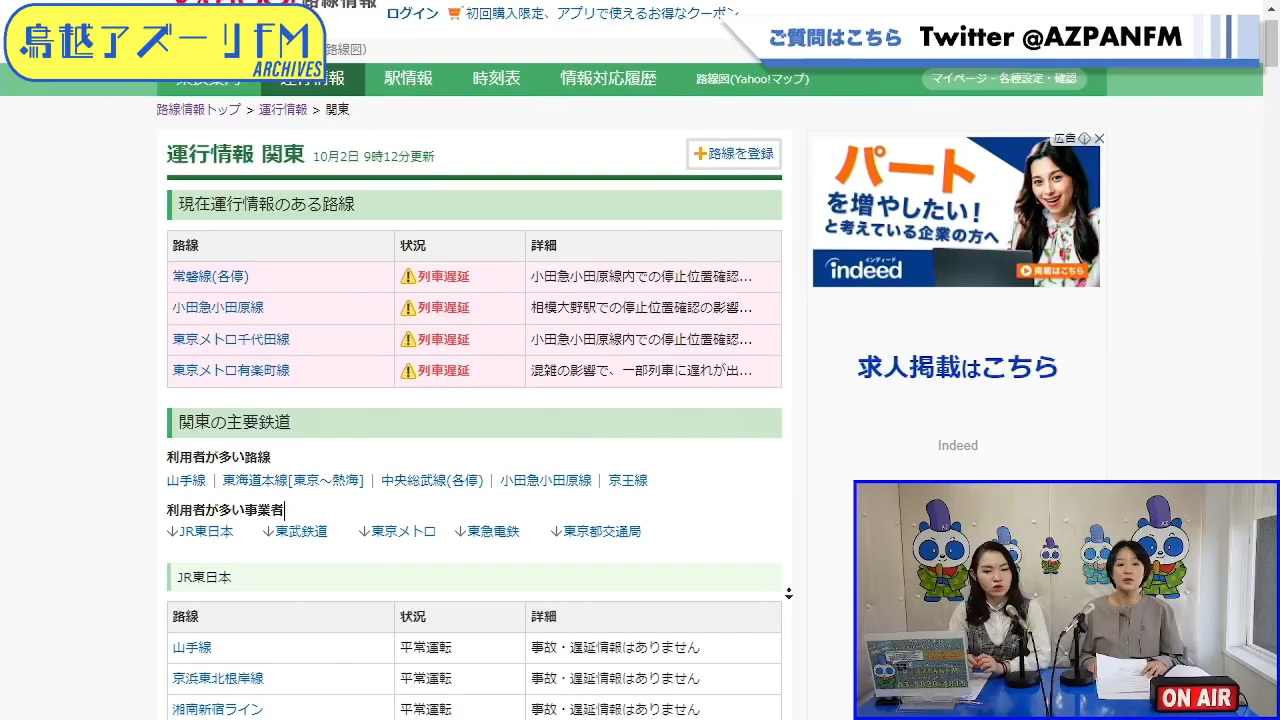 路線情報
ログイン 初回購入限定、アプリで使えるお得なクーポン
鳥越アズーリFM
ARCHIVES
ご質問はこちら Twitter @AZPANFM
路線図)
運行情報 駅情報 時刻表 情報対応履歴 路線図(Yahoo!マップ) マイページ - 各種設定・確認
路線情報トップ > 運行情報 > 関東
運行情報 関東 10月2日 9時12分更新
路線を登録
現在運行情報のある路線
路線 状況 詳細
常磐線(各停) 列車遅延 小田急小田原線内での停止位置確認...
小田急小田原線 列車遅延 相模大野駅での停止位置確認の影響...
東京メトロ千代田線 列車遅延 小田急小田原線内での停止位置確認...
東京メトロ有楽町線 列車遅延 混雑の影響で、一部列車に遅れが出...
関東の主要鉄道
利用者が多い路線
山手線 | 東海道本線[東京〜熱海] | 中央総武線(各停) | 小田急小田原線 | 京王線
利用者が多い事業者
↓JR東日本 ↓東武鉄道 ↓東京メトロ ↓東急電鉄 ↓東京都交通局
JR東日本
路線 状況 詳細
山手線 平常運転 事故・遅延情報はありません
京浜東北根岸線 平常運転 事故・遅延情報はありません
湘南新宿ライン 平常運転 事故・遅延情報はありません
広告
パート
を増やしたい!
と考えている企業の方へ
インディード
indeed
掲載はこちら
求人掲載はこちら
Indeed
03-5829-4815
ON AIR